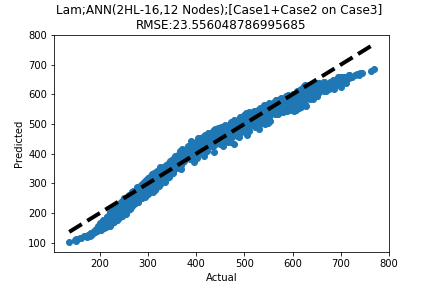 Lam;ANN(2HL-16,12 Nodes);[Case1+Case2 on Case3]
RMSE:23.556048786995685
800
700
600
500
400
300
200
100
Predicted
200 300 400 500 600 700 800
Actual